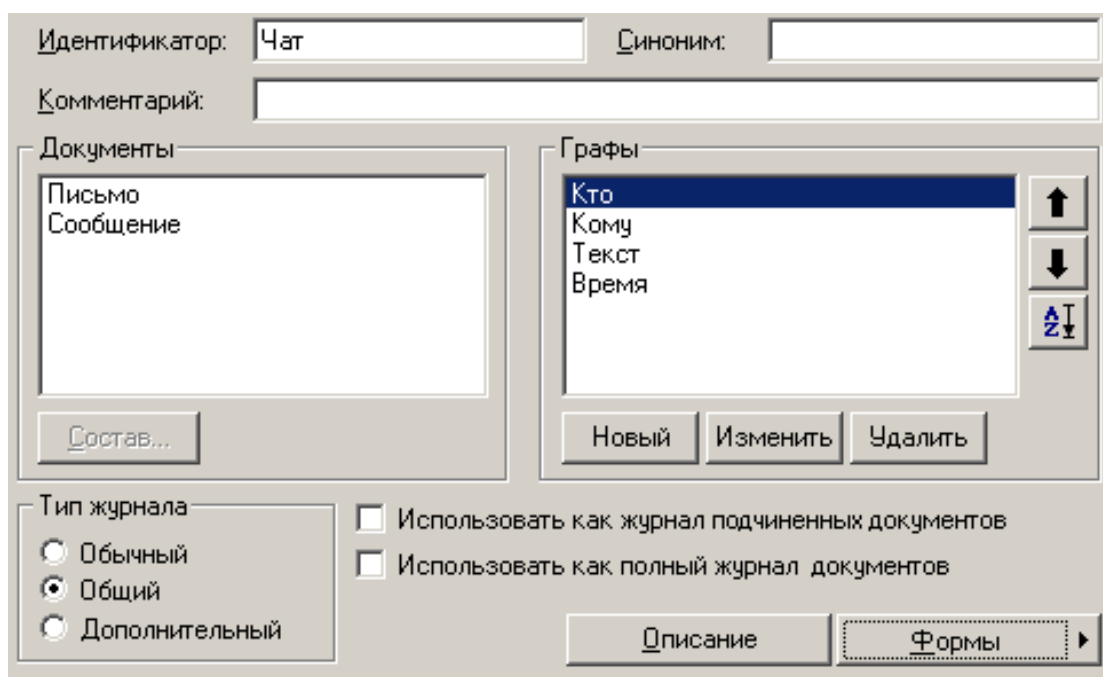 Идентификатор: Чат Синоним:
Комментарий:
Документы
Письмо
Сообщение
Состав...
Графы
Кто
Кому
Текст
Время
Новый Изменить Удалить
Тип журнала
Обычный
Общий
Дополнительный
Использовать как журнал подчиненных документов
Использовать как полный журнал документов
Описание Формы